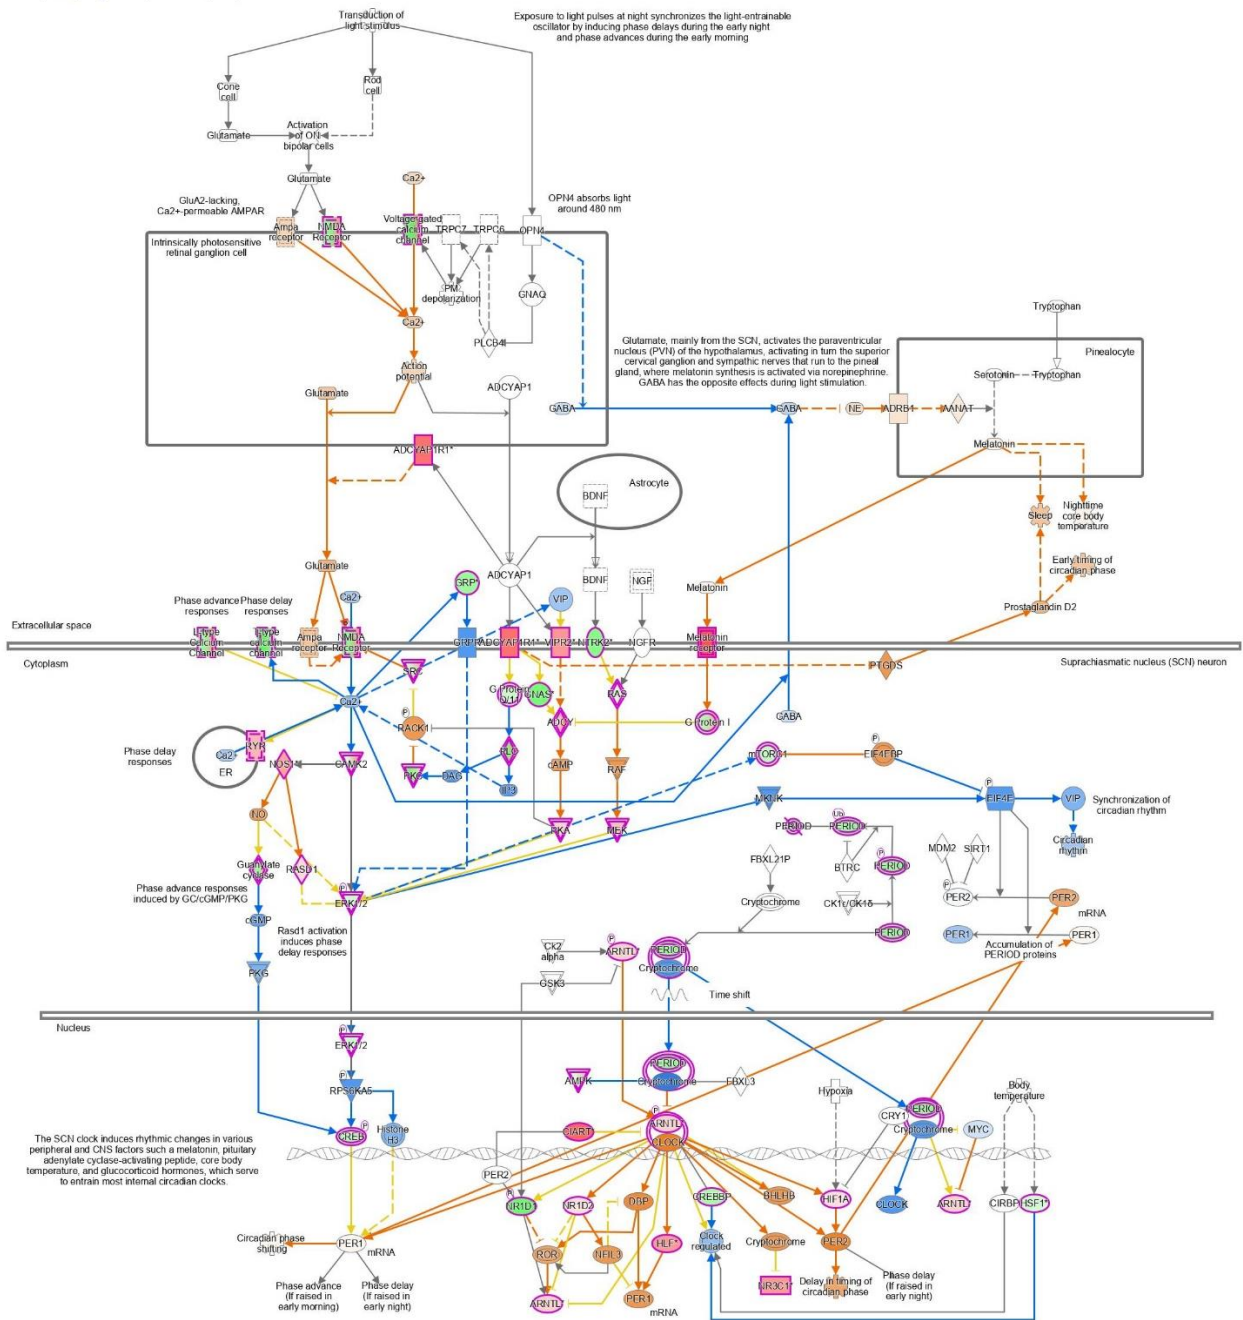 Transduction of
light stimulus
Exposure to light pulses at night synchronizes the light-entrainable
oscillator by inducing phase delays during the early night
and phase advances during the early morning
Cone
cell
Rod
cell
Glutamate
Activation
of ON
bipolar cells
Glutamate
Ca2+
GluA2-lacking,
Ca2+-permeable AMPAR
OPN4 absorbs light
around 480 nm
Ampa
receptor
NMDA
Receptor
Voltage-gated
calcium
channel
TRPC7
TRPC6
OPN4
Intrinsically photosensitive
retinal ganglion cell
PM
depolarization
GNAQ
Ca2+
PLCB4
Tryptophan
Glutamate, mainly from the SCN, activates the paraventricular
nucleus (PVN) of the hypothalamus, activating in turn the superior
cervical ganglion and sympathetic nerves that run to the pineal
gland, where melatonin synthesis is activated via norepinephrine.
GABA has the opposite effects during light stimulation.
Pinealocyte
Action
potential
Serotonin
Tryptophan
Glutamate
ADCYAP1
GABA
GABA
NE
ADRB1
AANAT
Melatonin
ADCYAP1R1*
Astrocyte
BDNF
Sleep
Nighttime
core body
temperature
Glutamate
ADCYAP1
BDNF
NGF
Early timing of
circadian phase
Ca2+
GRP*
VIP
Melatonin
Prostaglandin D2
Phase advance
responses
Phase delay
responses
Extracellular space
L-type
Calcium
Channel
calcium
channel
Ampa
receptor
NMDA
Receptor
GRPR
ADCYAP1R1*
VIPR2*
NTRK2*
NGFR
Melatonin
receptor
Cytoplasm
Suprachiasmatic nucleus (SCN) neuron
PTGDS
SRC
G Protein
Q/11
GNAS*
RAS
Ca2+
RACK1
ADCY
G Protein I
GABA
Phase delay
responses
Ca2+
ER
RYR
NOS1
CAMK2
PLC
mTORC1
EIF4EBP
PKC
DAG
IP3
cAMP
RAF
NO
MKNK
EIF4E
VIP
Synchronization of
circadian rhythm
PKA
MEK
PERIOD
PERIOD
Circadian
rhythm
Guanylate
cyclase
RASD1
FBXL21P
BTRC
PERIOD
MDM2
SIRT1
Phase advance responses
induced by GC/cGMP/PKG
ERK1/2
Cryptochrome
PER2
PER2
mRNA
cGMP
Rasd1 activation
induces phase
delay responses
PERIOD
PER1
PER1
Accumulation of
PERIOD proteins
CK2
alpha
ARNTL*
PERIOD
Cryptochrome
PKG
GSK3
Time shift
Nucleus
ERK1/2
RPS6KA5
AMPK
PERIOD
Cryptochrome
FBXL3
Hypoxia
Body
temperature
CREB
Histone
H3
CIART
ARNTL*
CLOCK
CRY1
PERIOD
Cryptochrome
MYC
The SCN clock induces rhythmic changes in various
peripheral and CNS factors such a melatonin, pituitary
adenylate cyclase-activating peptide, core body
temperature, and glucocorticoid hormones, which serve
to entrain most internal circadian clocks.
PER2
NR1D1
NR1D2
DBP
CREBBP
BHLHB
HIF1A
CLOCK
ARNTL*
CIRBP
HSF1*
Circadian phase
shifting
PER1
mRNA
ROR
NFIL3
HLF*
Clock
regulated
Cryptochrome
PER2
Phase advance
(If raised in
early morning)
Phase delay
(If raised in
early night)
ARNTL*
PER1
mRNA
NR3C1*
Delay in timing of
circadian phase
Phase delay
(If raised in
early night)